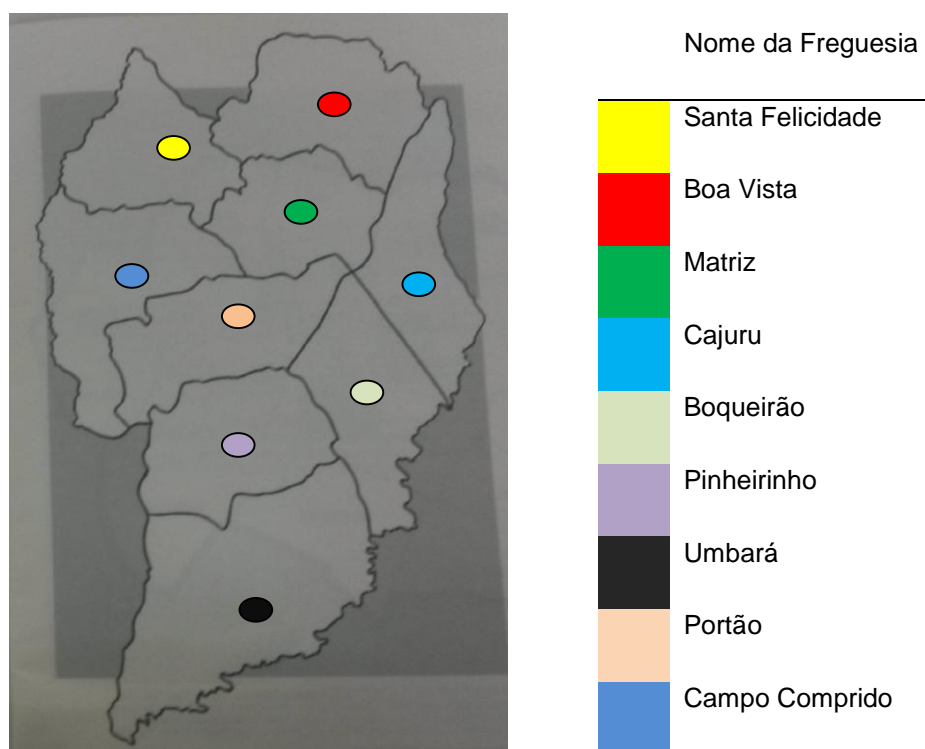 Nome da Freguesia
Santa Felicidade
Boa Vista
Matriz
Cajuru
Boqueirão
Pinheirinho
Umbará
Portão
Campo Comprido